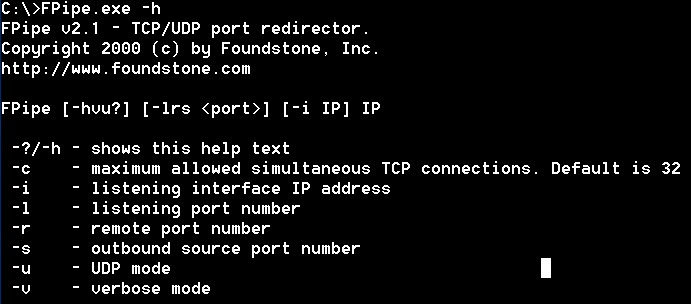 C:\>FPipe.exe -h
FPipe v2.1 - TCP/UDP port redirector.
Copyright 2000 (c) by Foundstone, Inc.
http://www.foundstone.com
FPipe [-hvu?] [-lrs <port>] [-i IP] IP
-?/-h - shows this help text
-c - maximum allowed simultaneous TCP connections. Default is 32
-i - listening interface IP address
-l - listening port number
-r - remote port number
-s - outbound source port number
-u - UDP mode
-v - verbose mode